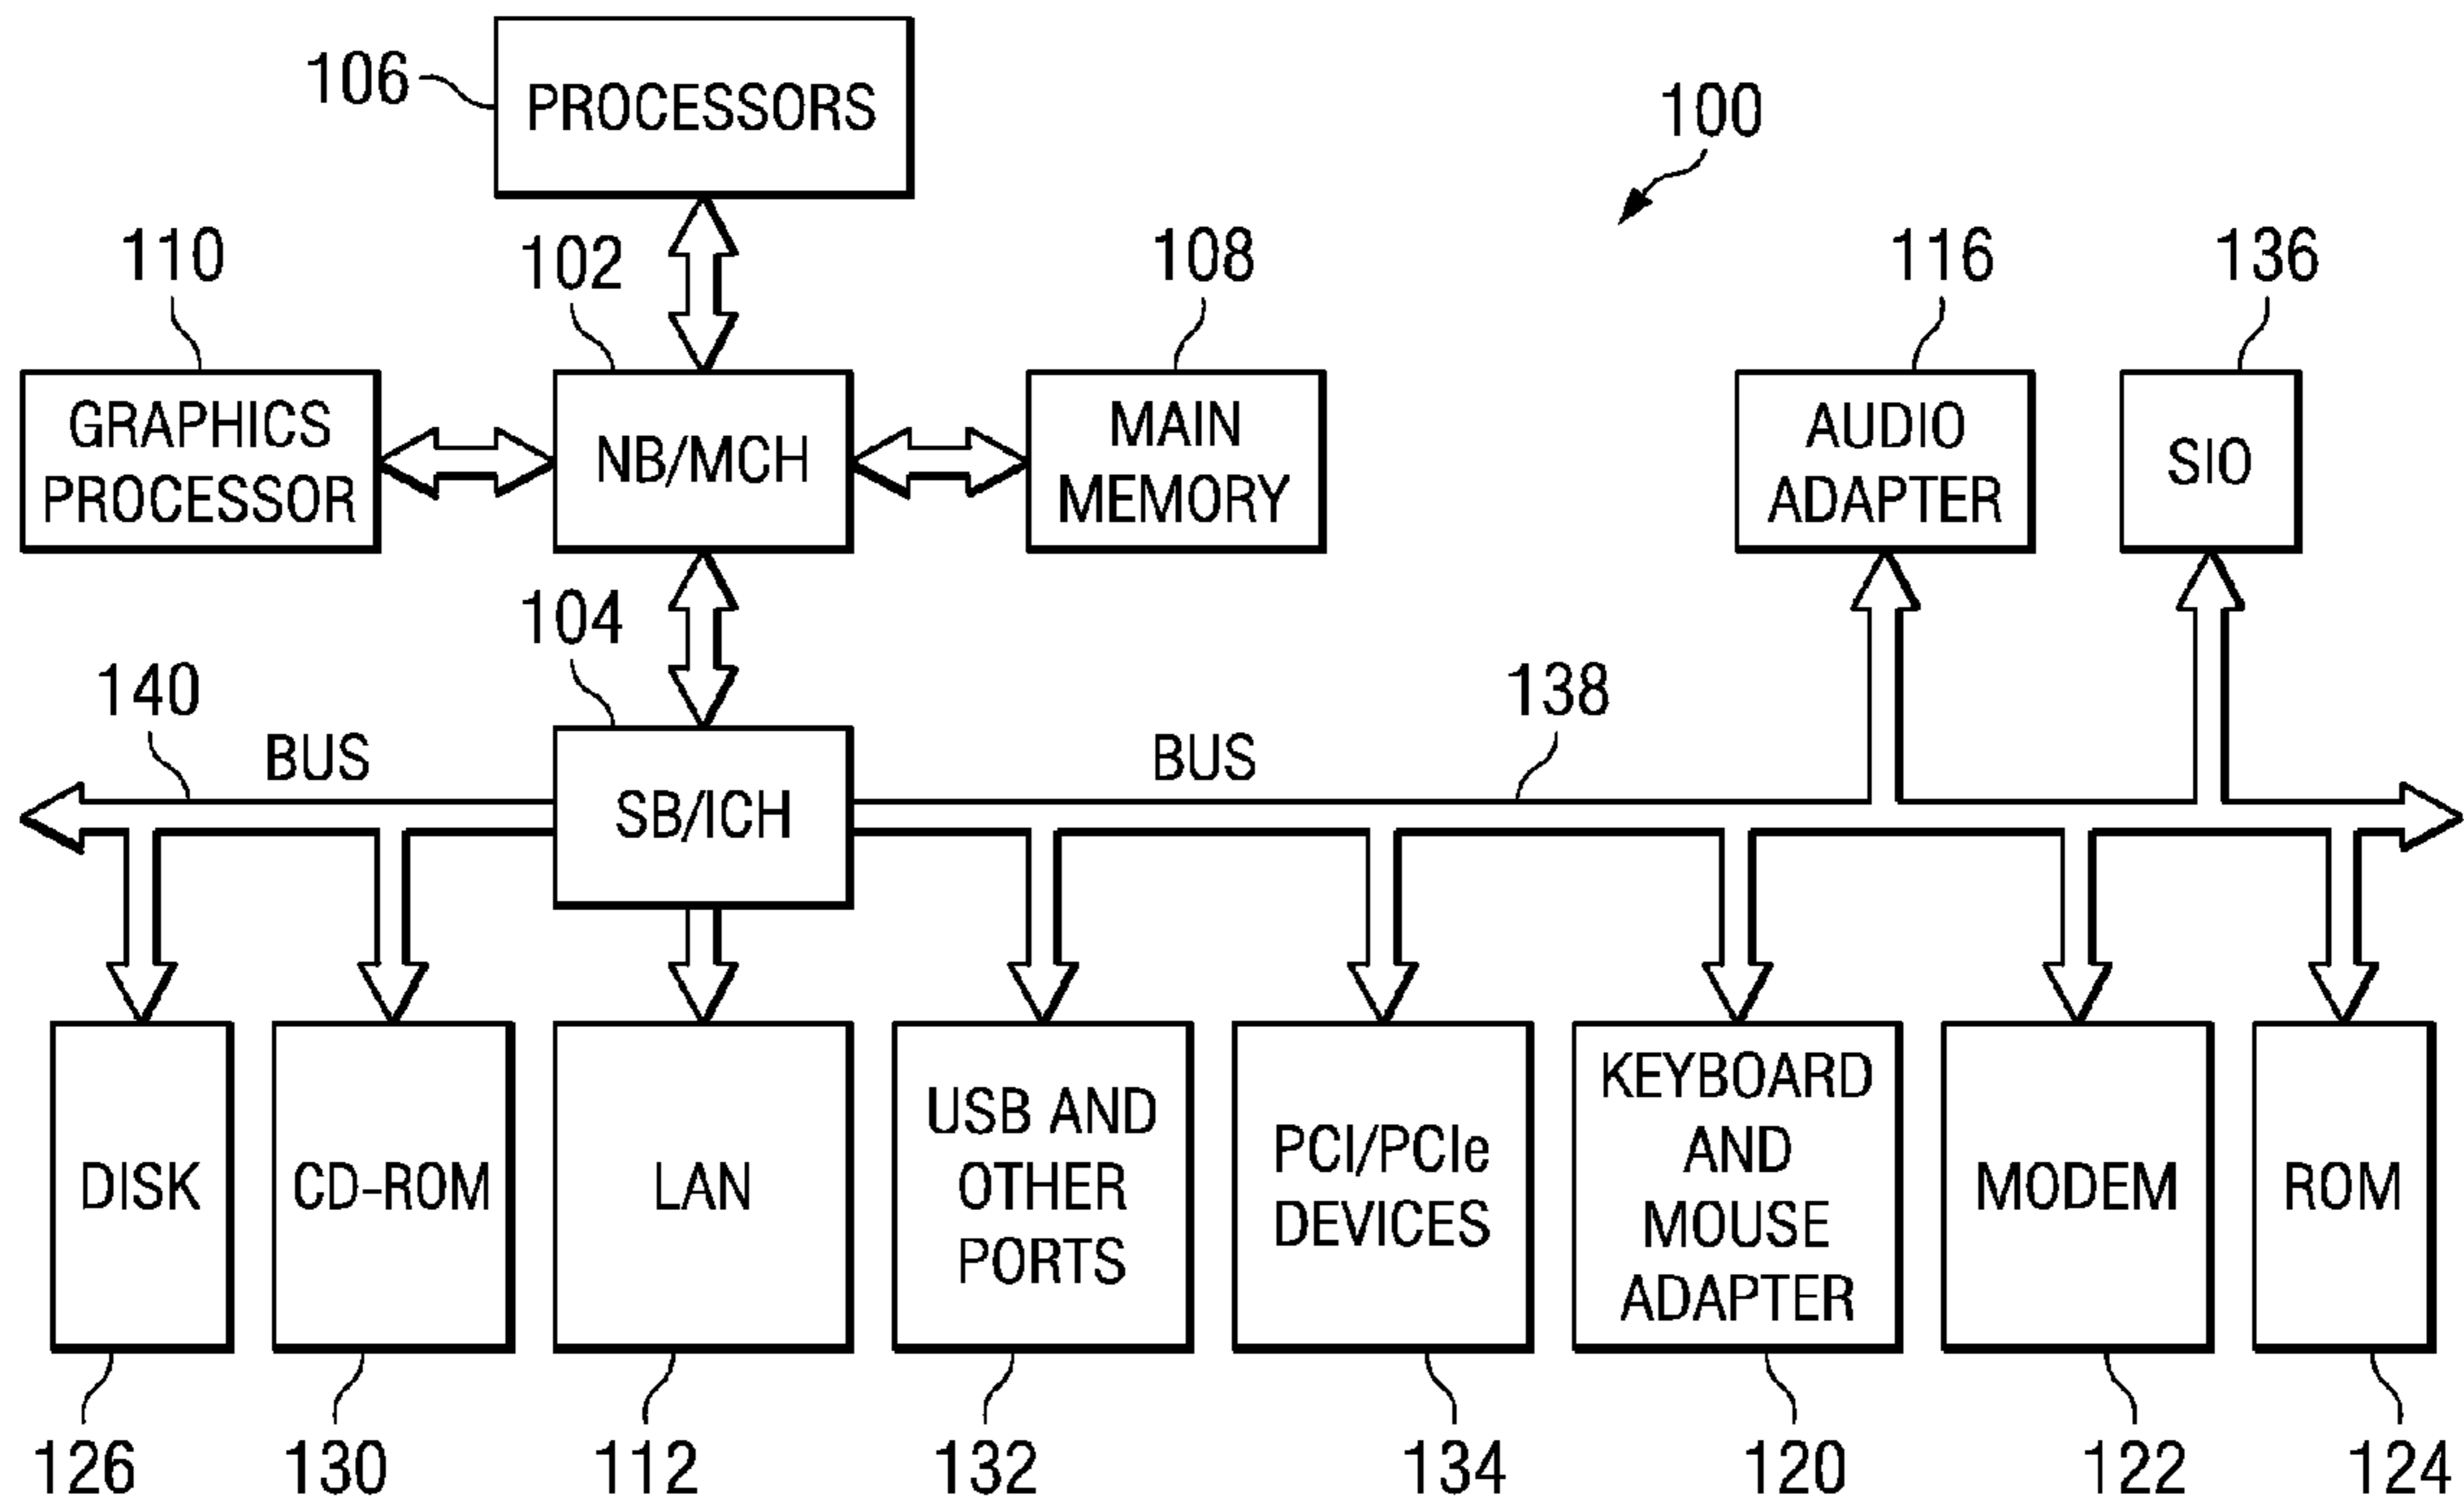 106
PROCESSORS
100
110
102
108
116
136
GRAPHICS
PROCESSOR
NB/MCH
MAIN
MEMORY
AUDIO
ADAPTER
SIO
104
140
138
BUS
BUS
SB/ICH
DISK
CD-ROM
LAN
USB AND
OTHER
PORTS
PCI/PCIe
DEVICES
KEYBOARD
AND
MOUSE
ADAPTER
MODEM
ROM
126
130
112
132
134
120
122
124